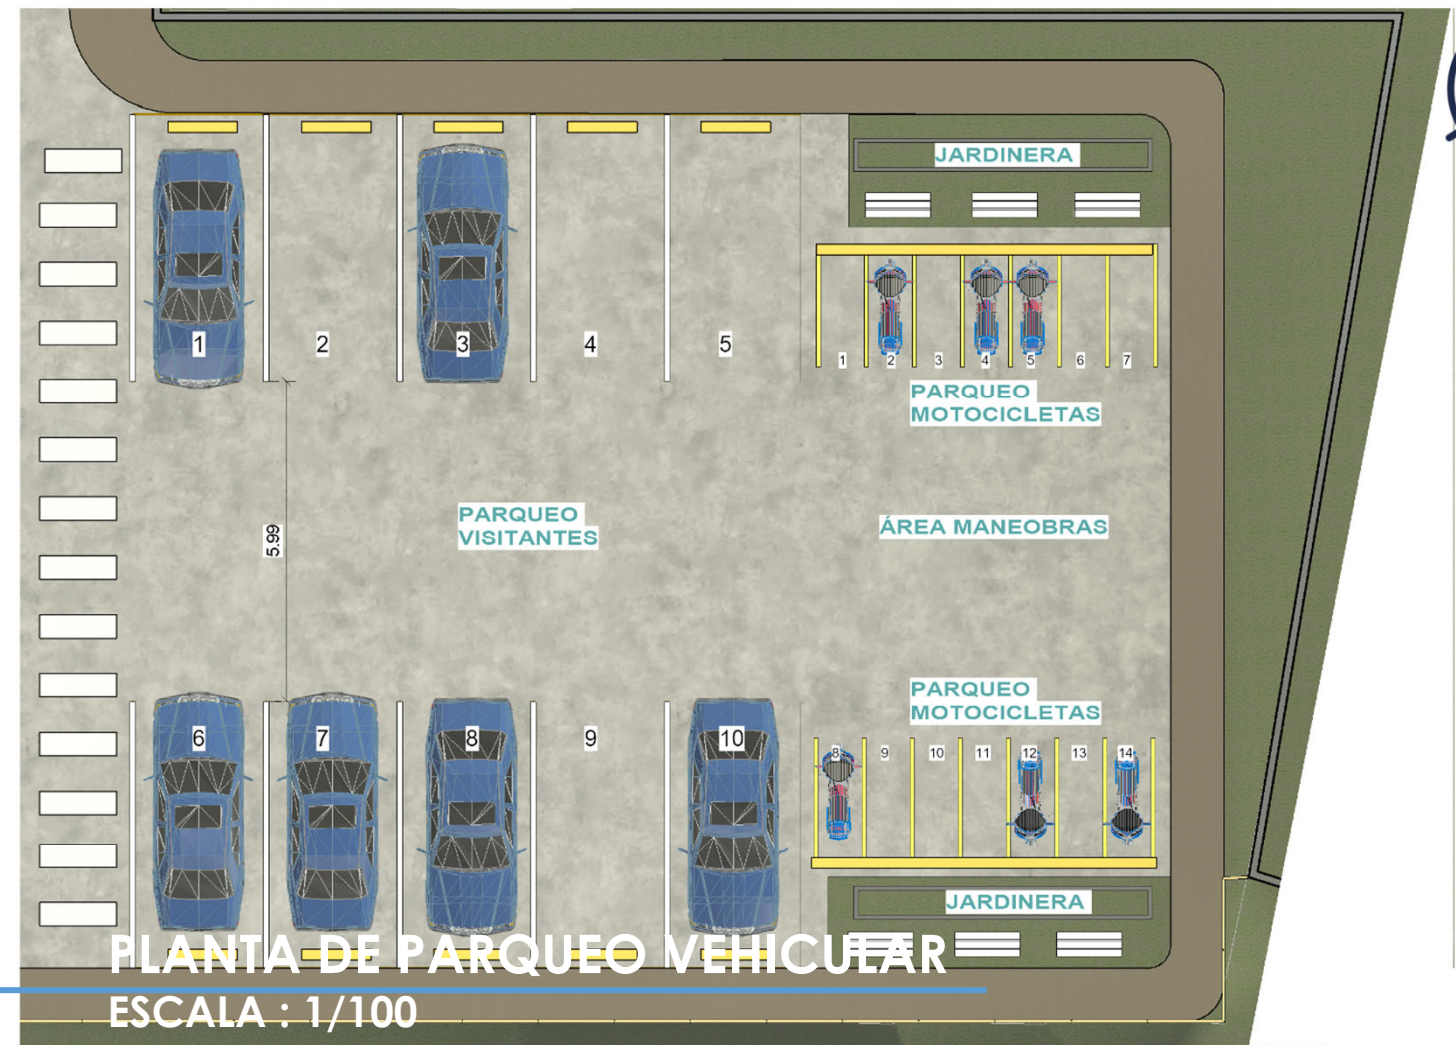 JARDINERA
1
2
3
4
5
1
2
3
4
5
6
7
PARQUEO
MOTOCICLETAS
PARQUEO
VISITANTES
ÁREA MANEOBRAS
5.99
PARQUEO
MOTOCICLETAS
6
7
8
9
10
8
9
10
11
12
13
14
JARDINERA
PLANTA DE PARQUEO VEHICULAR
ESCALA : 1/100